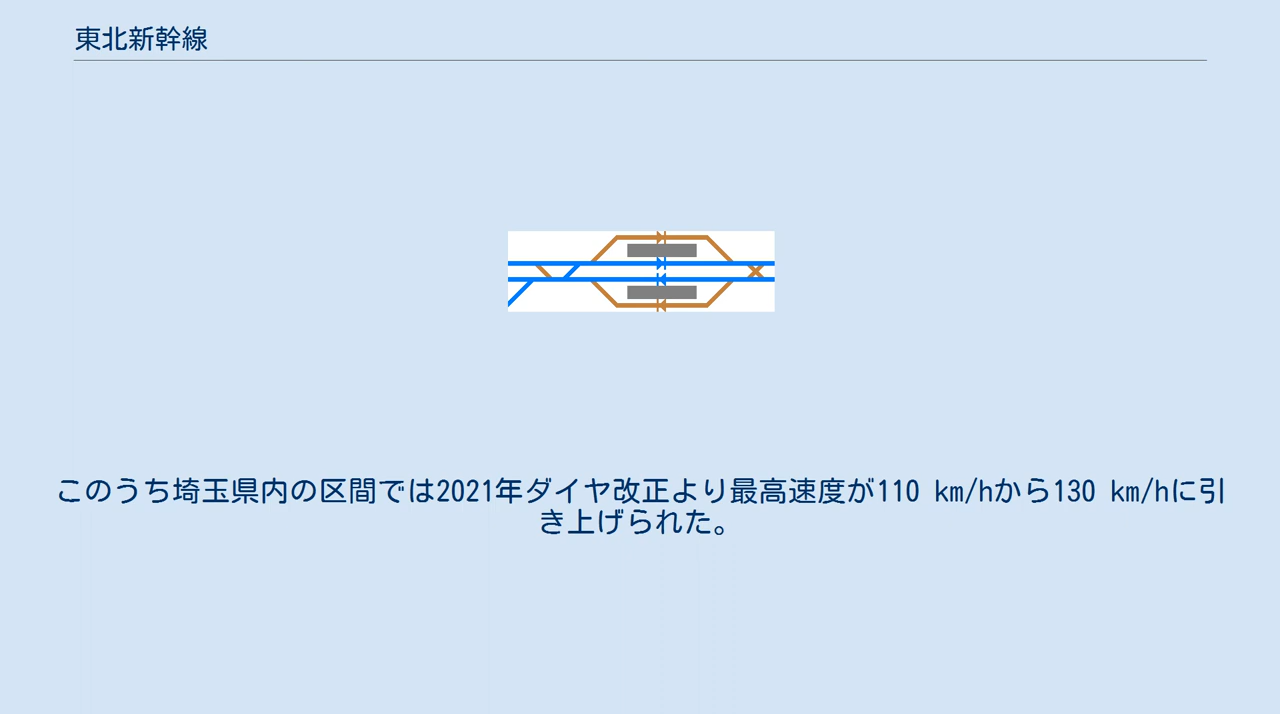 東北新幹線
このうち埼玉県内の区間では2021年ダイヤ改正より最高速度が110 km/hから130 km/hに引
き上げられた。